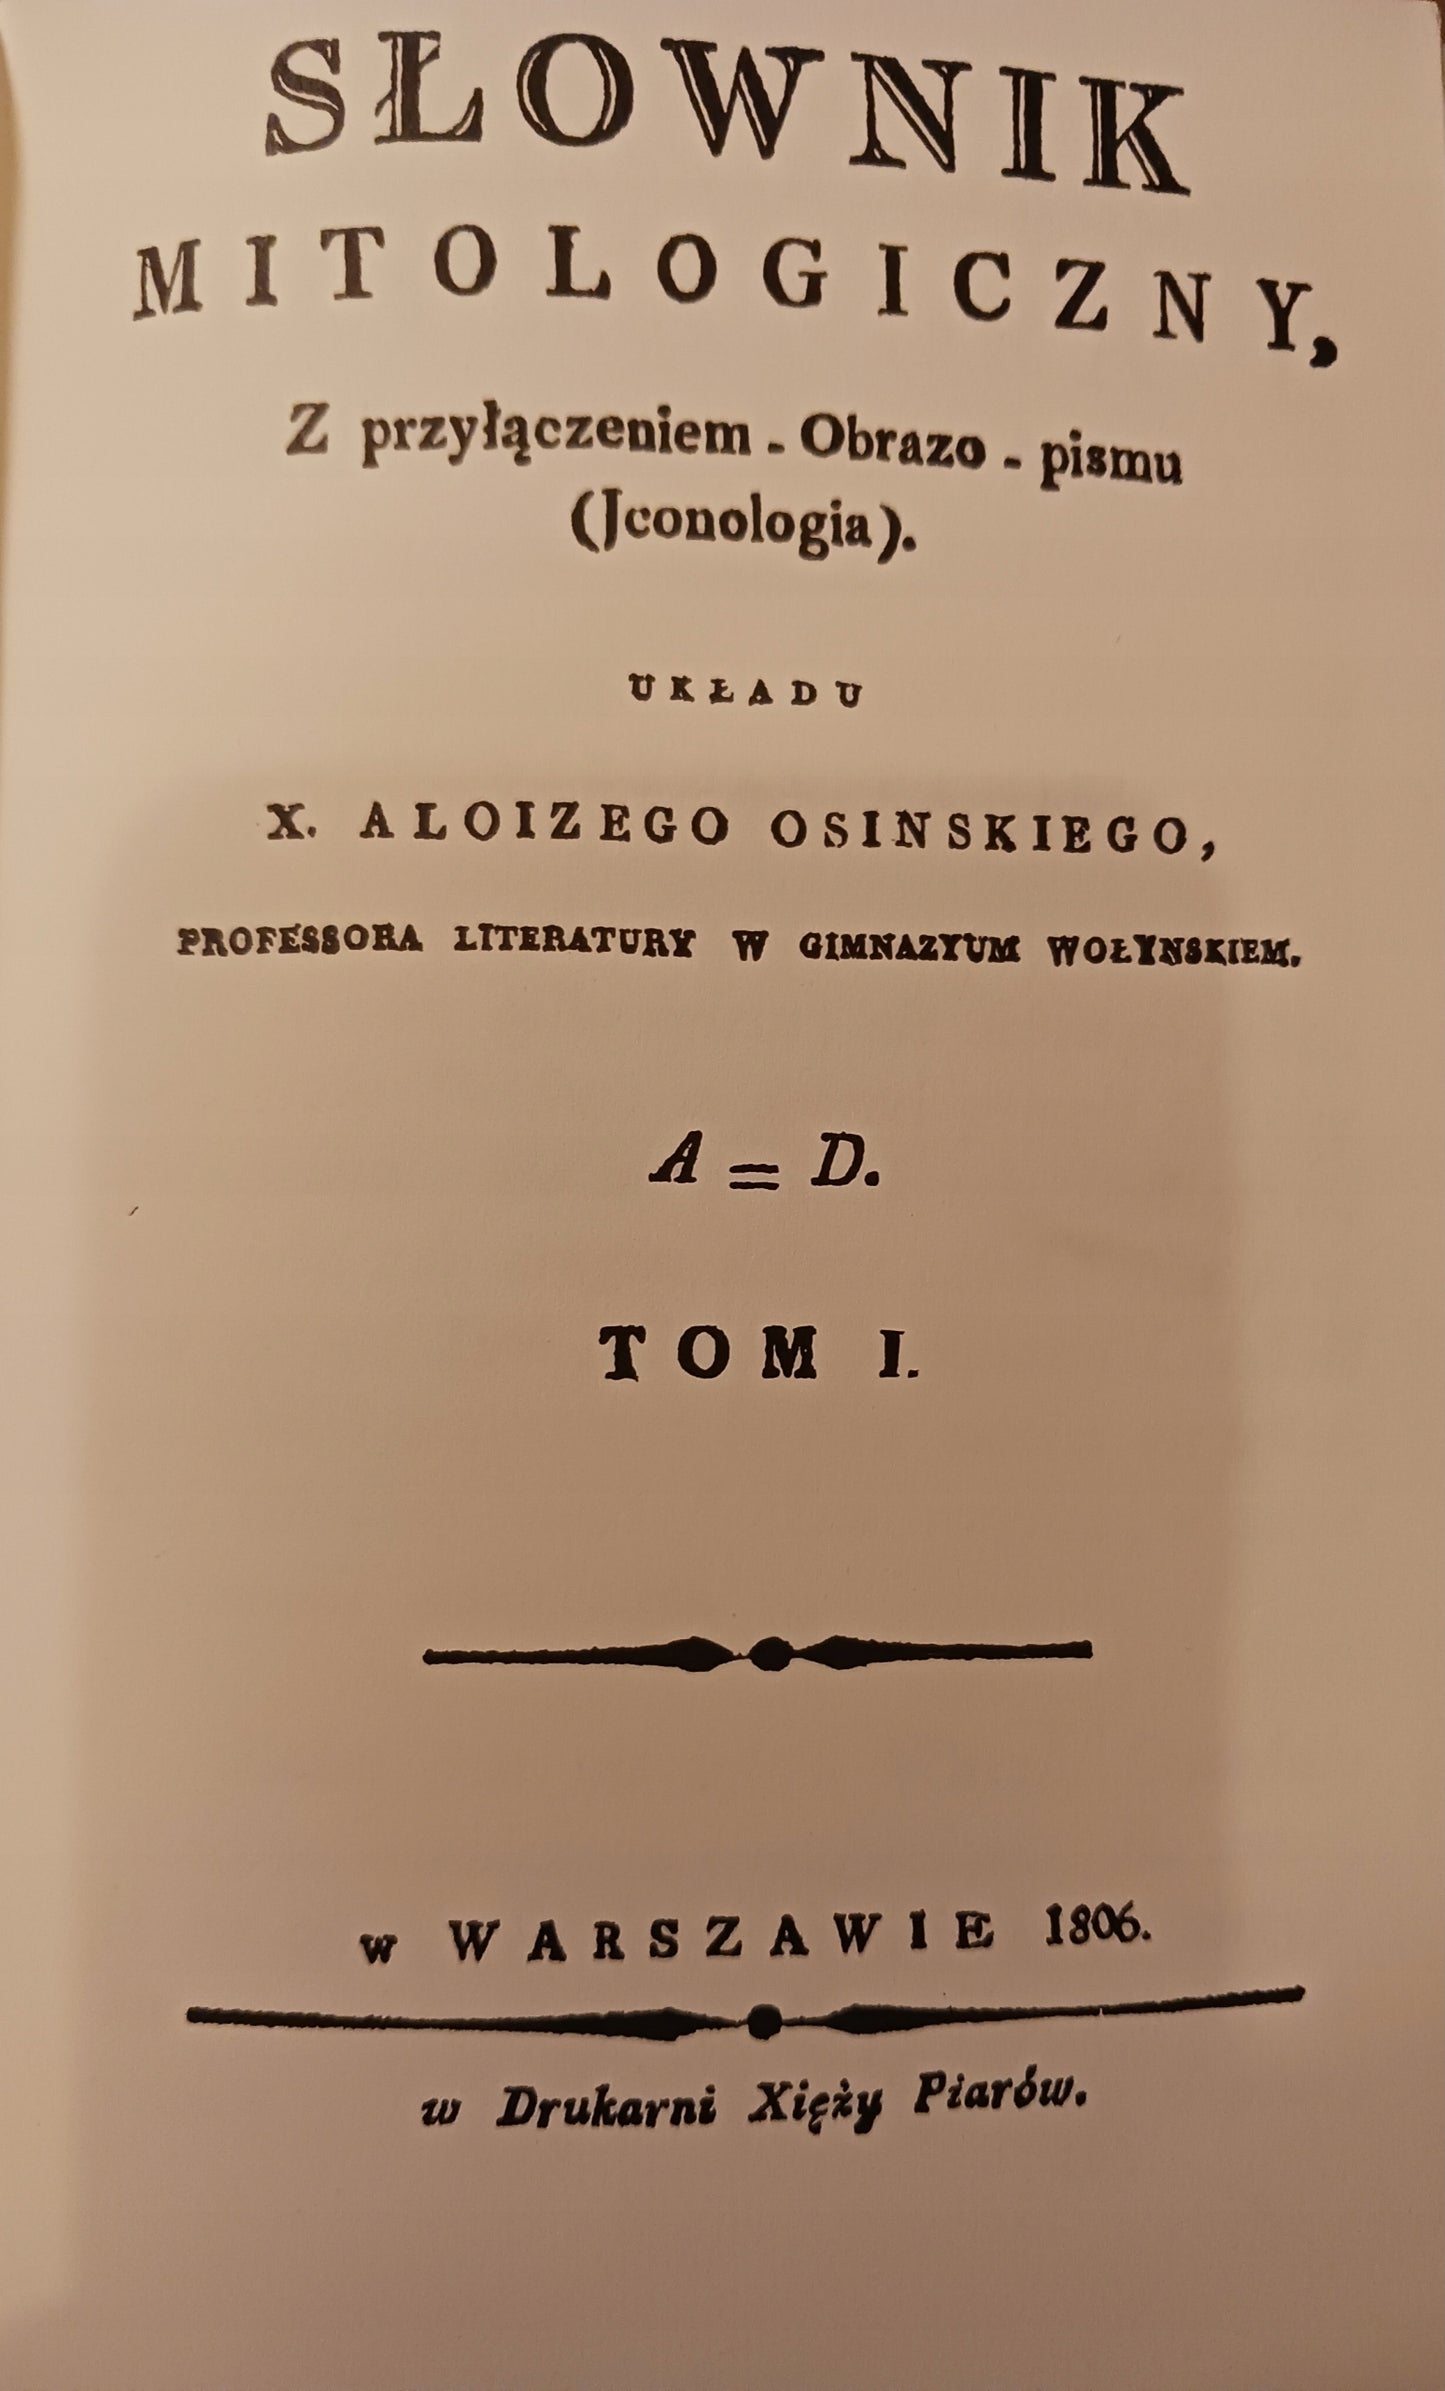 SŁOWNIK
MITOLOGICZNY,
Z przyłączeniem - Obrazo - pismu
(Jconologia).
UKŁADU
X. ALOIZEGO OSINSKIEGO,
PROFESSORA LITERATURY W GIMNAZYUM WOŁYNSKIEM.
A = D.
TOM I.
w WARSZAWIE 1806.
w Drukarni Xięży Piarów.